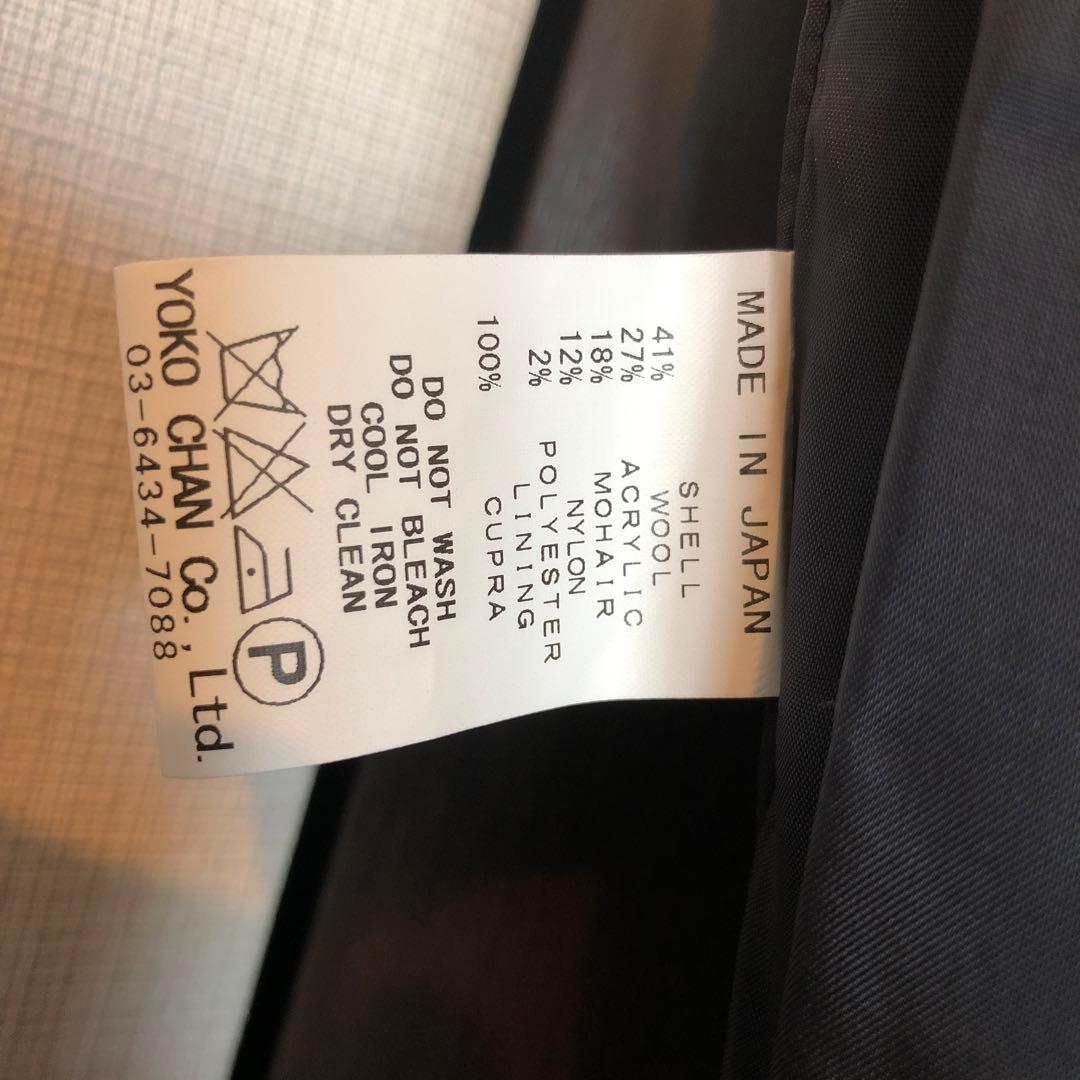 MADE IN JAPAN
SHELL
41% WOOL
27% ACRYLIC
18% MOHAIR
12% NYLON
2% POLYESTER
LINING
100% CUPRA
DO NOT WASH
DO NOT BLEACH
COOL IRON
DRY CLEAN
P
YOKO CHAN Co., Ltd.
03-6434-7088